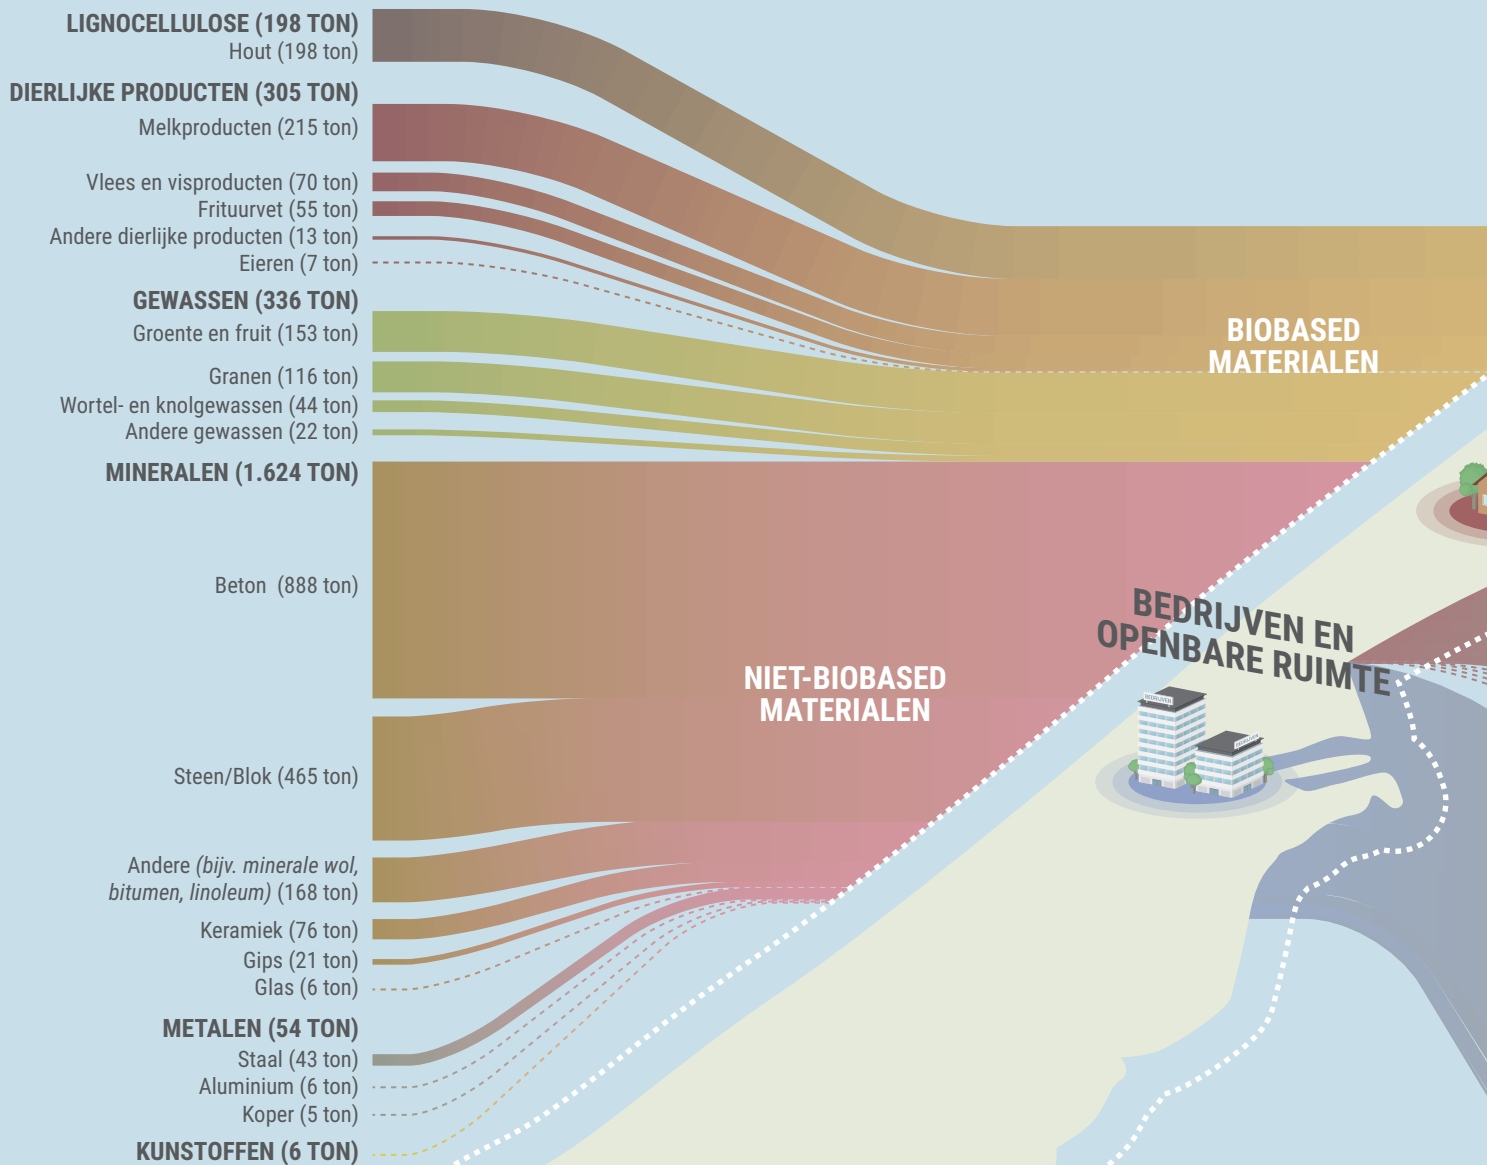 LIGNOCELLULOSE (198 TON)
Hout (198 ton)
DIERLIJKE PRODUCTEN (305 TON)
Melkproducten (215 ton)
Vlees en visproducten (70 ton)
Frituurvet (55 ton)
Andere dierlijke producten (13 ton)
Eieren (7 ton)
GEWASSEN (336 TON)
Groente en fruit (153 ton)
Granen (116 ton)
Wortel- en knolgewassen (44 ton)
Andere gewassen (22 ton)
MINERALEN (1.624 TON)
Beton (888 ton)
Steen/Blok (465 ton)
Andere (bijv. minerale wol,
bitumen, linoleum) (168 ton)
Keramiek (76 ton)
Gips (21 ton)
Glas (6 ton)
METALEN (54 TON)
Staal (43 ton)
Aluminium (6 ton)
Koper (5 ton)
KUNSTOFFEN (6 TON)
BIOBASED
MATERIALEN
NIET-BIOBASED
MATERIALEN
BEDRIJVEN EN
OPENBARE RUIMTE
BEDRIJVEN
BEDRIJVEN